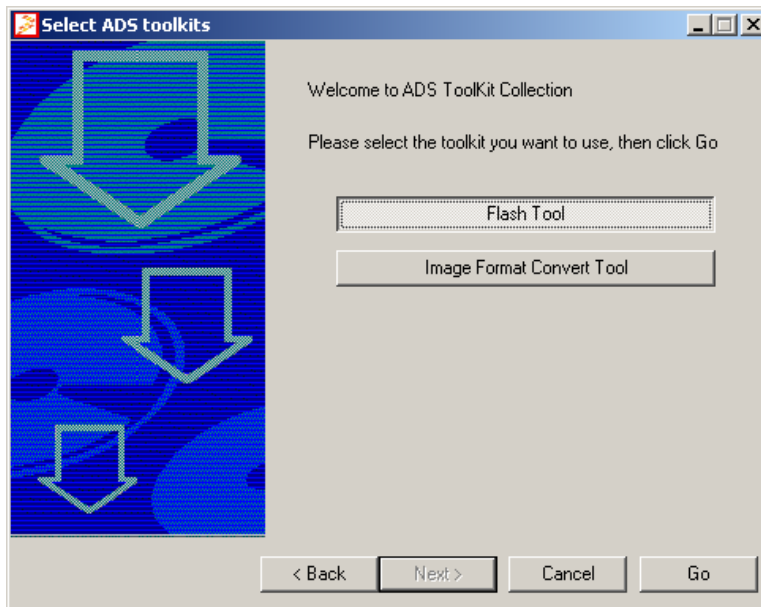 Select ADS toolkits
Welcome to ADS ToolKit Collection
Please select the toolkit you want to use, then click Go
Flash Tool
Image Format Convert Tool
< Back Next > Cancel Go